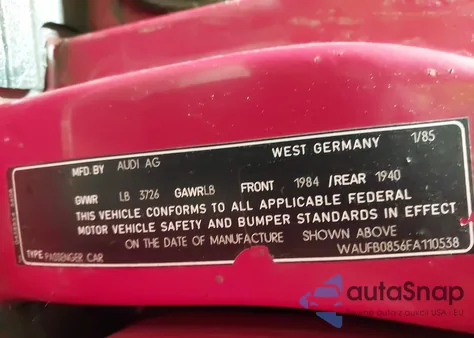 MFD. BY AUDI AG WEST GERMANY 1/85
GVWR LB 3726 GAWR LB FRONT 1984 /REAR 1940
THIS VEHICLE CONFORMS TO ALL APPLICABLE FEDERAL
MOTOR VEHICLE SAFETY AND BUMPER STANDARDS IN EFFECT
ON THE DATE OF MANUFACTURE SHOWN ABOVE
TYPE: PASSENGER CAR WAUFB0856FA110538
autaSnap
USA - EU